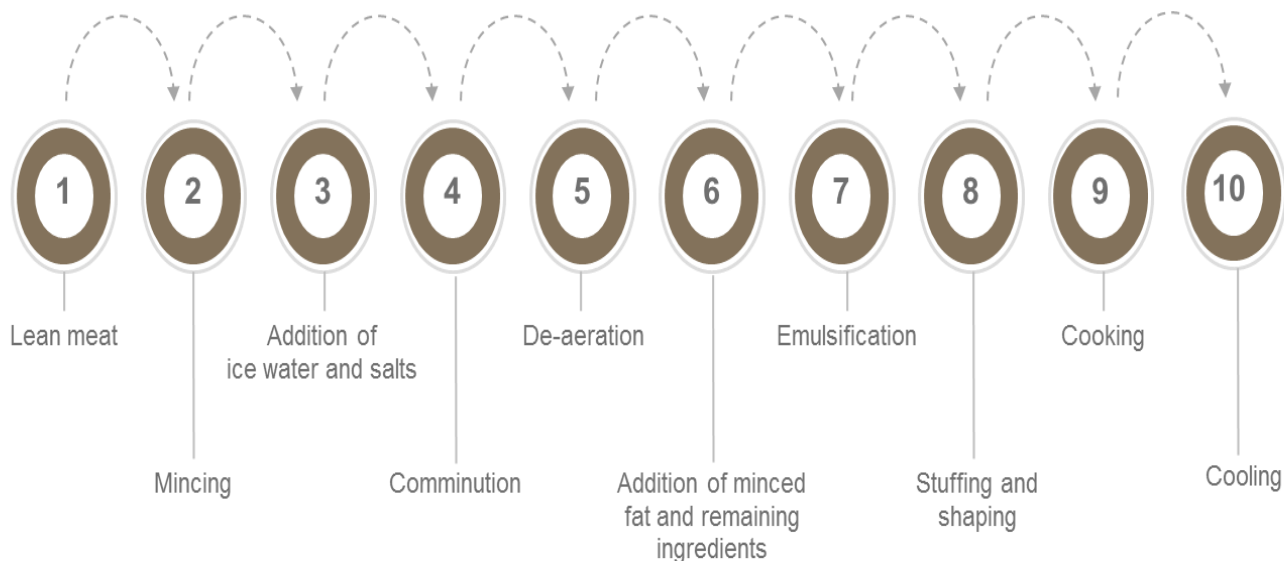 1
2
3
4
5
6
7
8
9
10
Lean meat
Mincing
Addition of
ice water and salts
Comminution
De-aeration
Addition of minced
fat and remaining
ingredients
Emulsification
Stuffing and
shaping
Cooking
Cooling